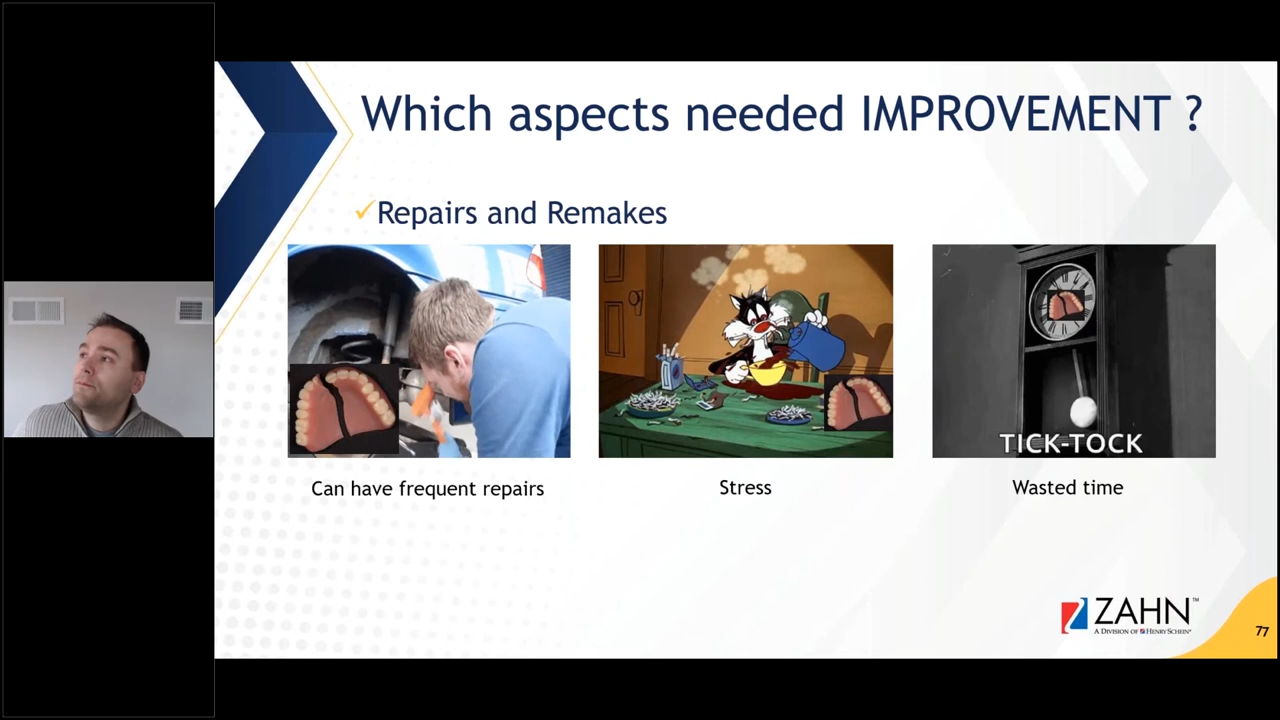 Which aspects needed IMPROVEMENT ?
✓Repairs and Remakes
TICK-TOCK
Can have frequent repairs
Stress
Wasted time
ZAHN™
A DIVISION OF HENRY SCHEIN®
77